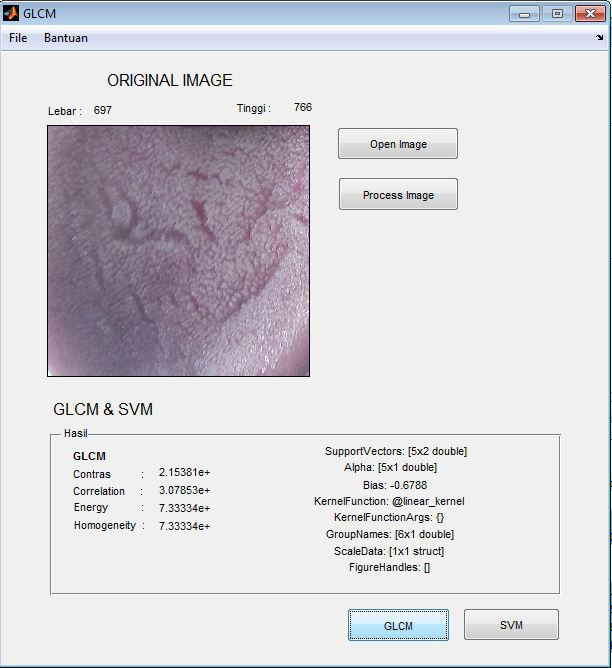 GLCM
File Bantuan
ORIGINAL IMAGE
Lebar : 697 Tinggi : 766
Open Image
Process Image
GLCM & SVM
Hasil
GLCM
Contras : 2.15381e+
Correlation : 3.07853e+
Energy : 7.33334e+
Homogeneity : 7.33334e+
SupportVectors: [5x2 double]
Alpha: [5x1 double]
Bias: -0.6788
KernelFunction: @linear_kernel
KernelFunctionArgs: {}
GroupNames: [6x1 double]
ScaleData: [1x1 struct]
FigureHandles: []
GLCM SVM